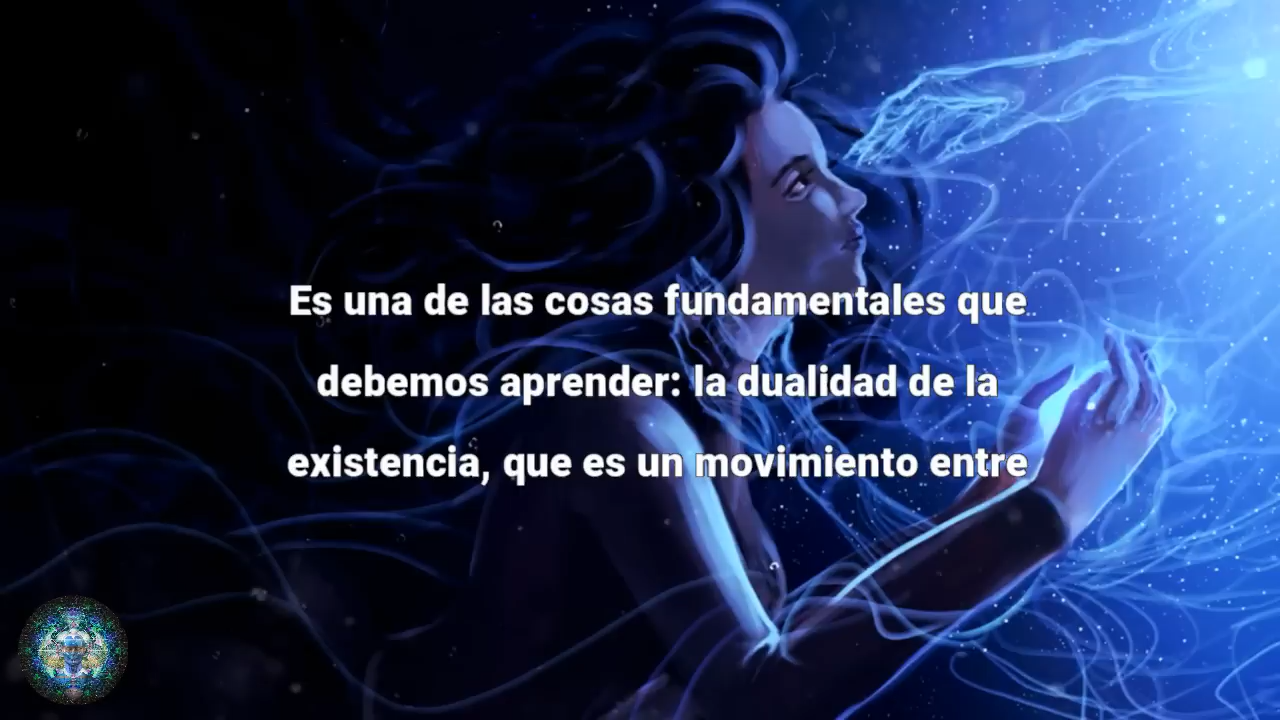 Es una de las cosas fundamentales que
debemos aprender: la dualidad de la
existencia, que es un movimiento entre